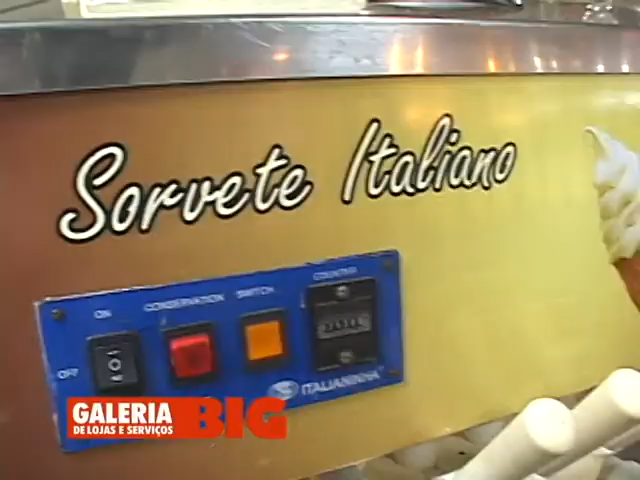 Sorvete Italiano
COUNTER
CONSERVATION SWITCH
ON
OFF
ITALIANINHA
GALERIA BIG
DE LOJAS E SERVIÇOS